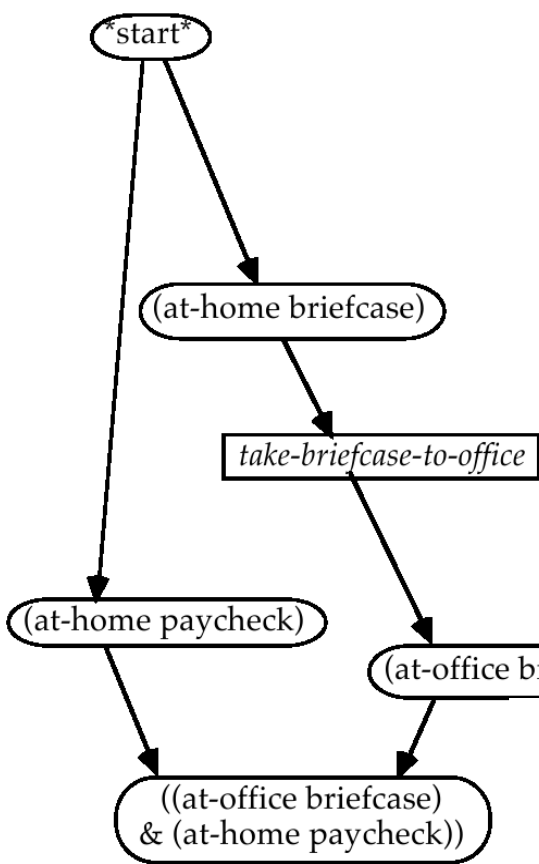 *start*
(at-home briefcase)
take-briefcase-to-office
(at-home paycheck)
(at-office
((at-office briefcase)
& (at-home paycheck))